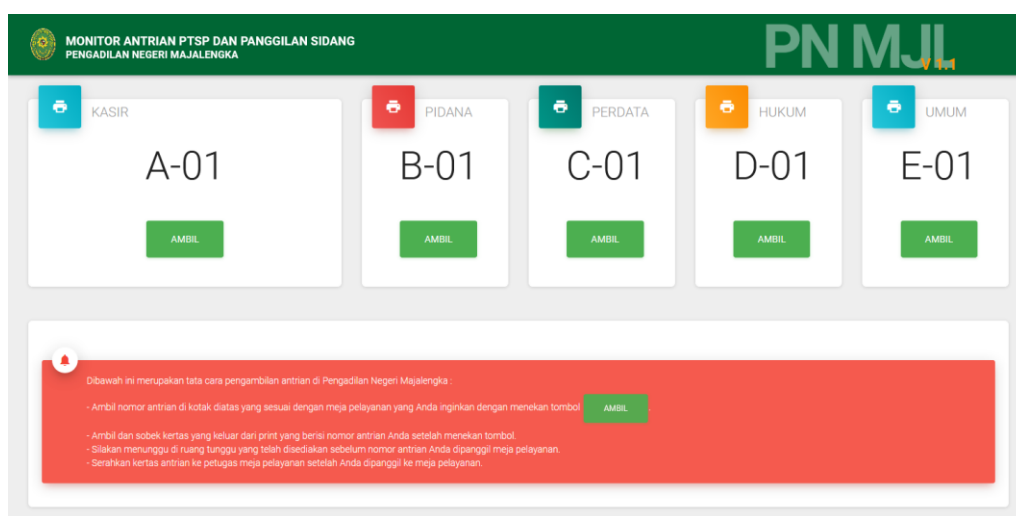 MONITOR ANTRIAN PTSP DAN PANGGILAN SIDANG
PENGADILAN NEGERI MAJALENGKA
PN MJL
V 1.1
KASIR
A-01
AMBIL
PIDANA
B-01
AMBIL
PERDATA
C-01
AMBIL
HUKUM
D-01
AMBIL
UMUM
E-01
AMBIL
Dibawah ini merupakan tata cara pengambilan antrian di Pengadilan Negeri Majalengka :
- Ambil nomor antrian di kotak diatas yang sesuai dengan meja pelayanan yang Anda inginkan dengan menekan tombol AMBIL .
- Ambil dan sobek kertas yang keluar dari print yang berisi nomor antrian Anda setelah menekan tombol.
- Silakan menunggu di ruang tunggu yang telah disediakan sebelum nomor antrian Anda dipanggil meja pelayanan.
- Serahkan kertas antrian ke petugas meja pelayanan setelah Anda dipanggil ke meja pelayanan.